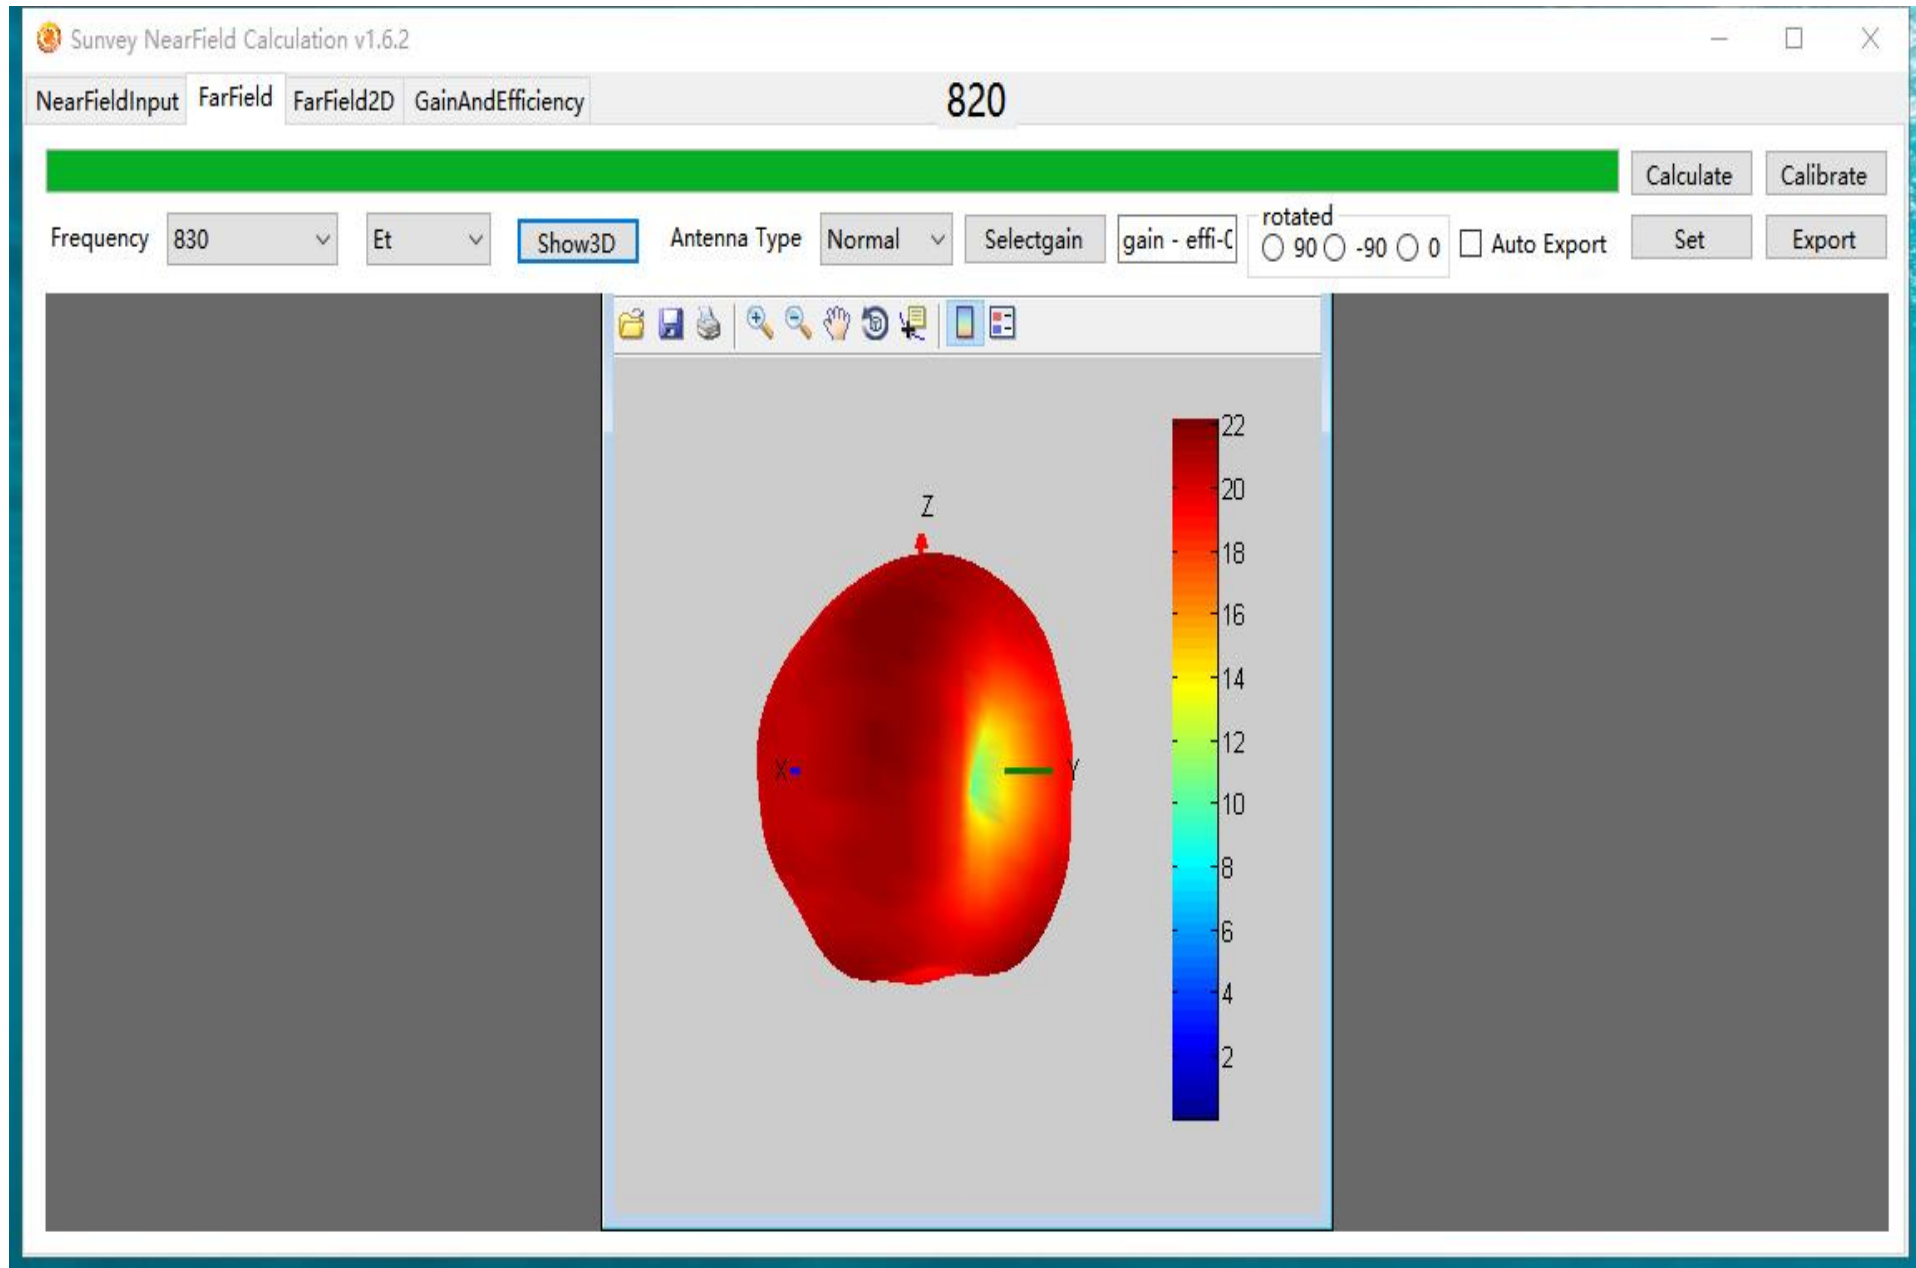 Sunvey NearField Calculation v1.6.2
NearFieldInput FarField FarField2D GainAndEfficiency 820
Calculate Calibrate
Frequency 830 Et Show3D Antenna Type Normal Selectgain gain - effi-C rotated 90 -90 0 Auto Export Set Export
22
20
18
16
14
12
10
8
6
4
2
Z
X
Y